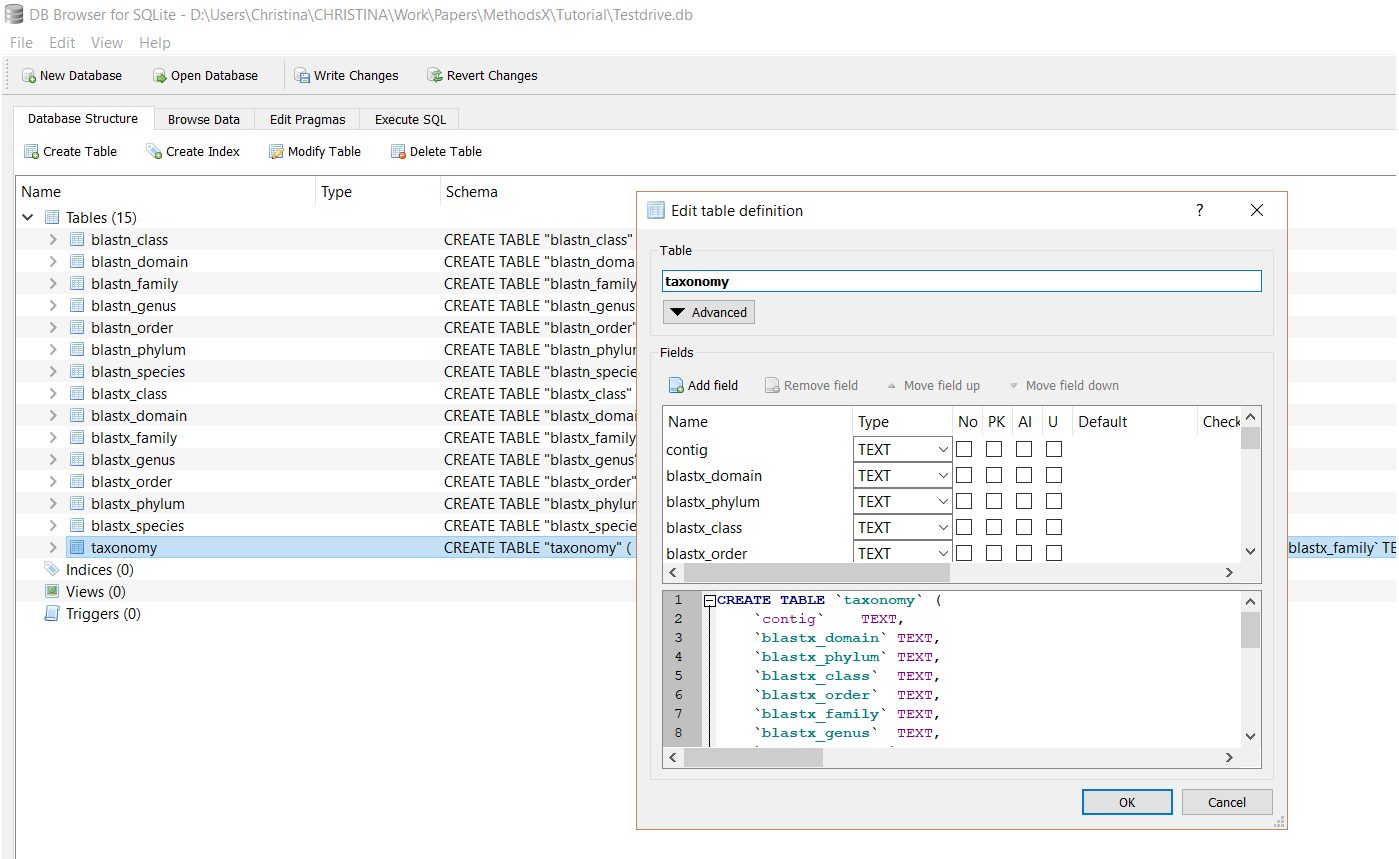 DB Browser for SQLite - D:\Users\Christina\CHRISTINA\Work\Papers\MethodsX\Tutorial\Testdrive.db
File Edit View Help
New Database Open Database Write Changes Revert Changes
Database Structure Browse Data Edit Pragmas Execute SQL
Create Table Create Index Modify Table Delete Table
Name Type Schema
Tables (15)
blastn_class CREATE TABLE "blastn_class"
blastn_domain CREATE TABLE "blastn_doma
blastn_family CREATE TABLE "blastn_family
blastn_genus CREATE TABLE "blastn_genus
blastn_order CREATE TABLE "blastn_order"
blastn_phylum CREATE TABLE "blastn_phylun
blastn_species CREATE TABLE "blastn_specie
blastx_class CREATE TABLE "blastx_class"
blastx_domain CREATE TABLE "blastx_domai
blastx_family CREATE TABLE "blastx_family
blastx_genus CREATE TABLE "blastx_genus"
blastx_order CREATE TABLE "blastx_order"
blastx_phylum CREATE TABLE "blastx_phylur
blastx_species CREATE TABLE "blastx_specie
taxonomy CREATE TABLE "taxonomy" (
blastx_family` TE
Indices (0)
Views (0)
Triggers (0)
Edit table definition ?
Table
taxonomy
Advanced
Fields
Add field Remove field Move field up Move field down
Name Type No PK AI U Default Check
contig TEXT
blastx_domain TEXT
blastx_phylum TEXT
blastx_class TEXT
blastx_order TEXT
1 CREATE TABLE `taxonomy` (
2 `contig` TEXT,
3 `blastx_domain` TEXT,
4 `blastx_phylum` TEXT,
5 `blastx_class` TEXT,
6 `blastx_order` TEXT,
7 `blastx_family` TEXT,
8 `blastx_genus` TEXT,
OK Cancel